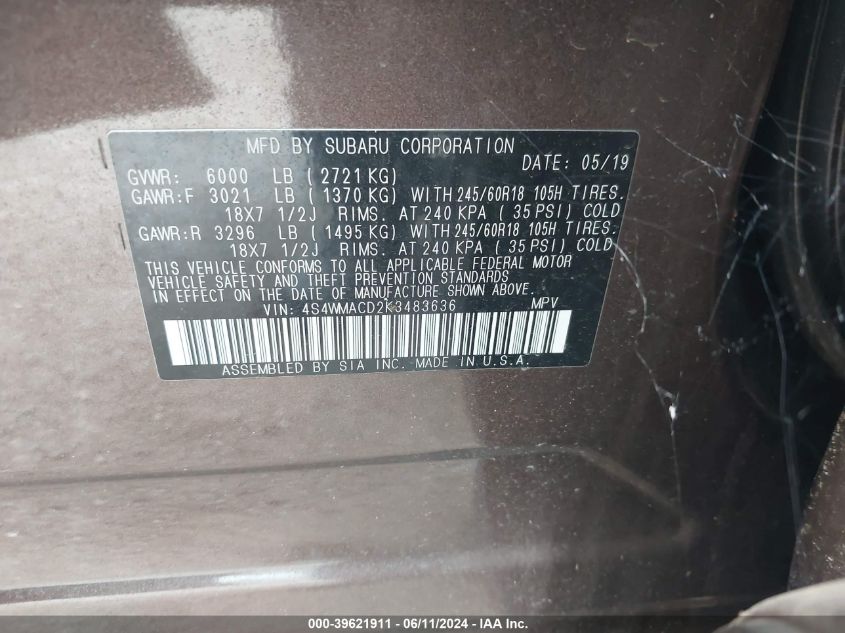 MFD BY SUBARU CORPORATION
DATE: 05/19
GVWR: 6000 LB ( 2721 KG)
GAWR:F 3021 LB ( 1370 KG) WITH 245/60R18 105H TIRES.
18X7 1/2J RIMS. AT 240 KPA ( 35 PSI) COLD
GAWR:R 3296 LB ( 1495 KG) WITH 245/60R18 105H TIRES.
18X7 1/2J RIMS. AT 240 KPA ( 35 PSI) COLD
THIS VEHICLE CONFORMS TO ALL APPLICABLE FEDERAL MOTOR
VEHICLE SAFETY AND THEFT PREVENTION STANDARDS
IN EFFECT ON THE DATE OF MANUFACTURE SHOWN ABOVE.
VIN: 4S4WMACD2K3483636 MPV
ASSEMBLED BY SIA INC. MADE IN U.S.A.
000-39621911 - 06/11/2024 - IAA Inc.